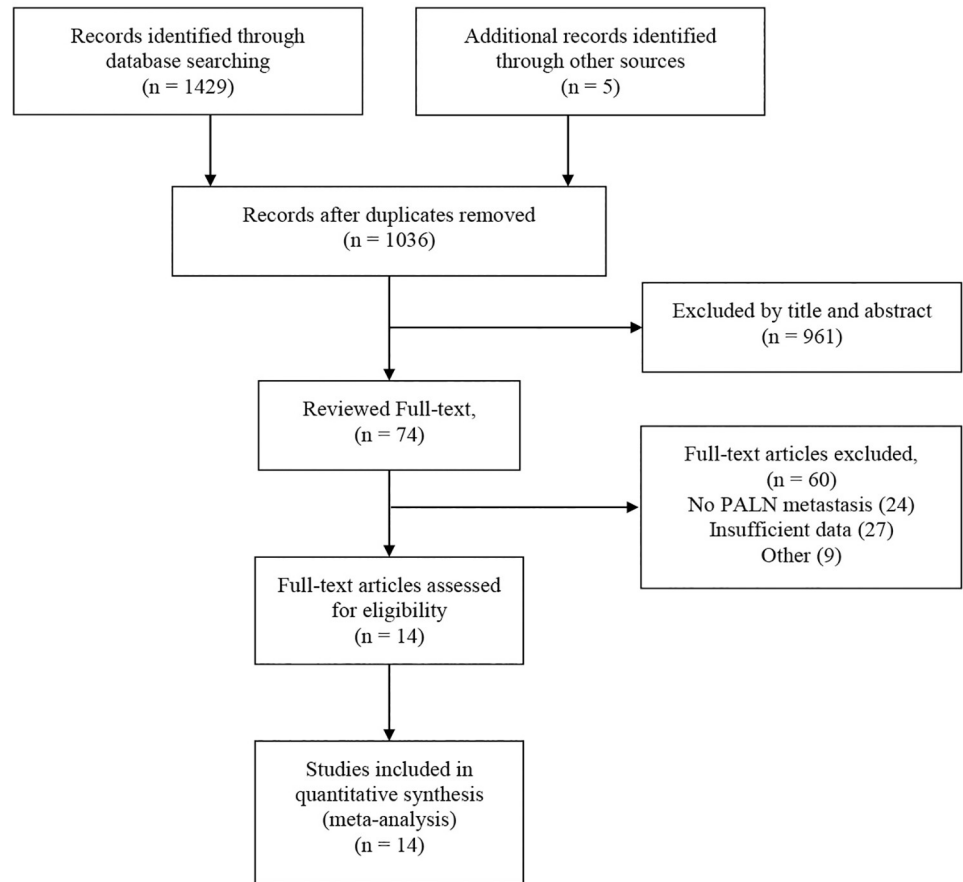 Records identified through
database searching
(n = 1429)
Additional records identified
through other sources
(n = 5)
Records after duplicates removed
(n = 1036)
Excluded by title and abstract
(n = 961)
Reviewed Full-text,
(n = 74)
Full-text articles excluded,
(n = 60)
No PALN metastasis (24)
Insufficient data (27)
Other (9)
Full-text articles assessed
for eligibility
(n = 14)
Studies included in
quantitative synthesis
(meta-analysis)
(n = 14)